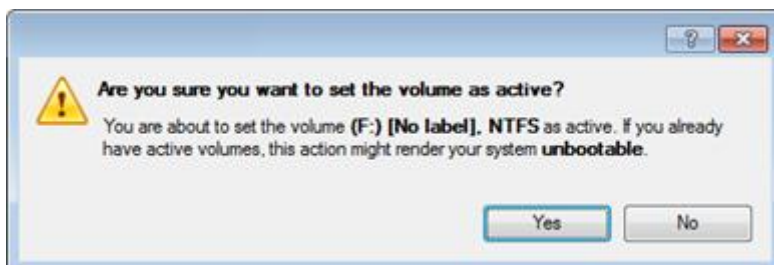 Are you sure you want to set the volume as active?
You are about to set the volume (F:) [No label], NTFS as active. If you already
have active volumes, this action might render your system unbootable.
Yes No